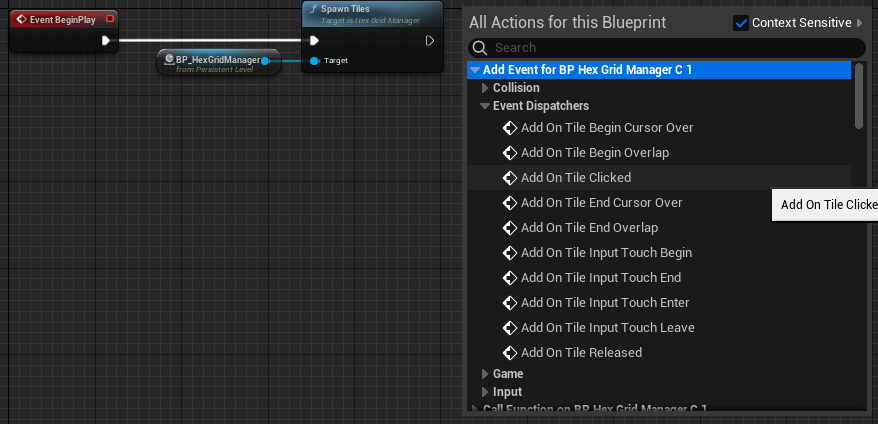 Event BeginPlay
Spawn Tiles
Target is Hex Grid Manager
BP_HexGridManager
from Persistent Level
Target
All Actions for this Blueprint
Context Sensitive
Search
Add Event for BP Hex Grid Manager C 1
Collision
Event Dispatchers
Add On Tile Begin Cursor Over
Add On Tile Begin Overlap
Add On Tile Clicked
Add On Tile End Cursor Over
Add On Tile Clicke
Add On Tile End Overlap
Add On Tile Input Touch Begin
Add On Tile Input Touch End
Add On Tile Input Touch Enter
Add On Tile Input Touch Leave
Add On Tile Released
Game
Input
Call Function on BP Hex Grid Manager C 1